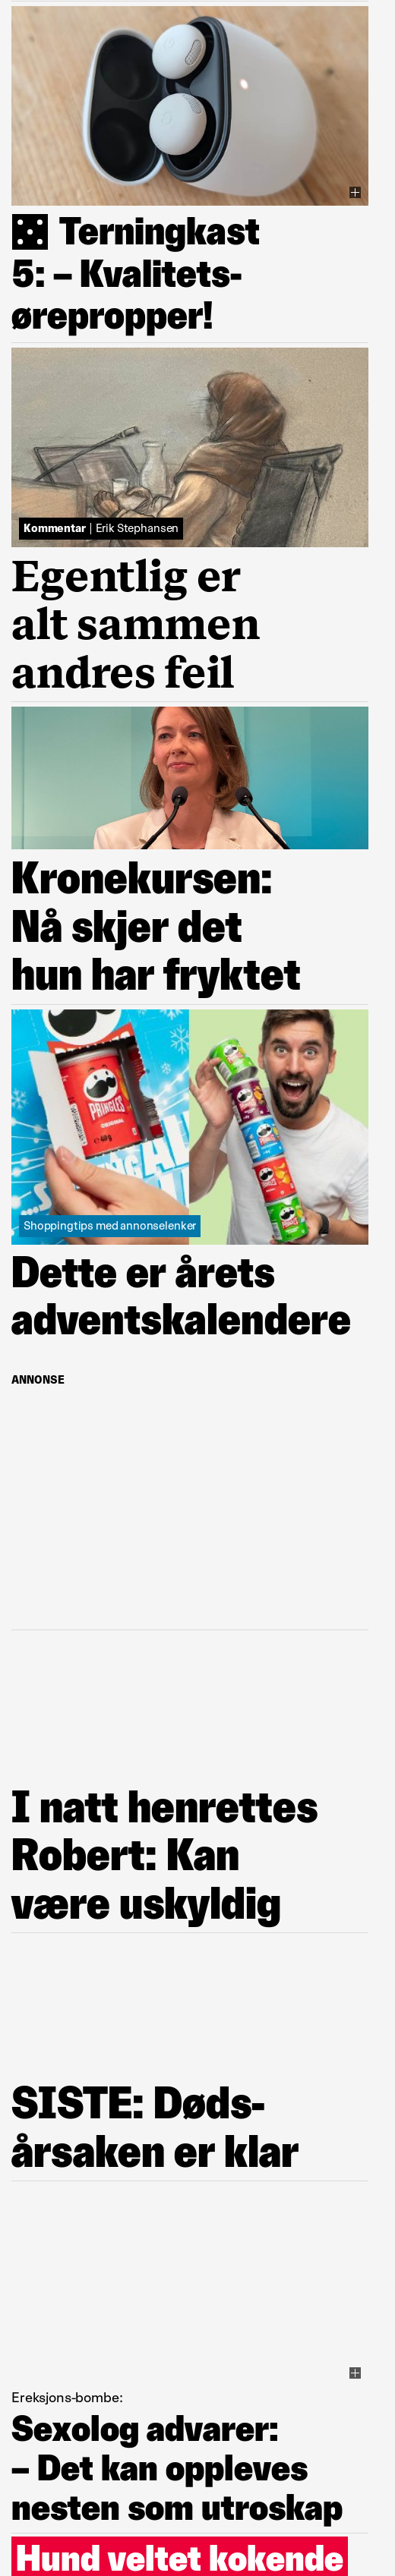 Terningkast
5: – Kvalitets-
ørepropper!
Kommentar | Erik Stephansen
Egentlig er
alt sammen
andres feil
Kronekursen:
Nå skjer det
hun har fryktet
PRINGLES
ORIGINAL
Shoppingtips med annonselenker
Dette er årets
adventskalendere
ANNONSE
I natt henrettes
Robert: Kan
være uskyldig
SISTE: Døds-
årsaken er klar
Ereksjons-bombe:
Sexolog advarer:
– Det kan oppleves
nesten som utroskap
Hund veltet kokende